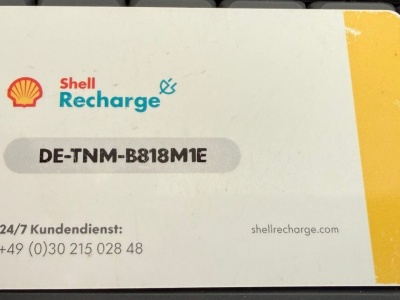 Shell
Recharge
DE-TNM-B818M1E
24/7 Kundendienst:
+49 (0)30 215 028 48
shellrecharge.com